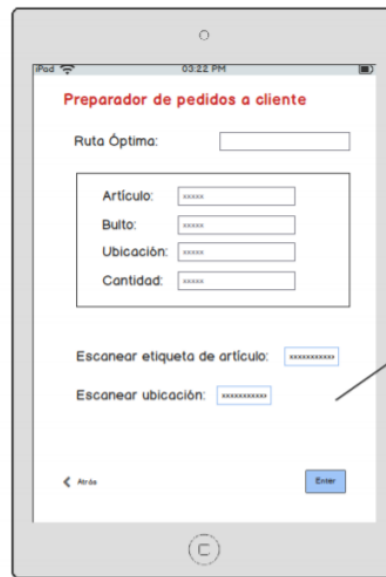 iPod 03:22 PM
Preparador de pedidos a cliente
Ruta Óptima:
Artículo: xxxxx
Bulto: xxxxx
Ubicación: xxxxx
Cantidad: xxxxx
Escanear etiqueta de artículo: xxxxxxxxxxx
Escanear ubicación: xxxxxxxxxxx
Atrás Enter